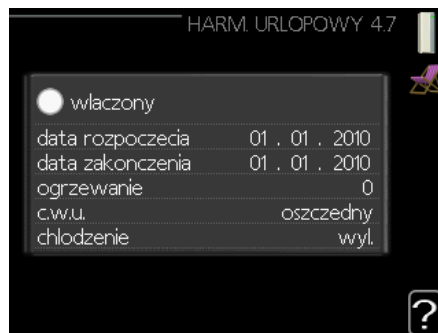 HARM. URLOPOWY 4.7
wlaczony
data rozpoczecia 01 . 01 . 2010
data zakonczenia 01 . 01 . 2010
ogrzewanie 0
c.w.u. oszczedny
chlodzenie wyl.
?